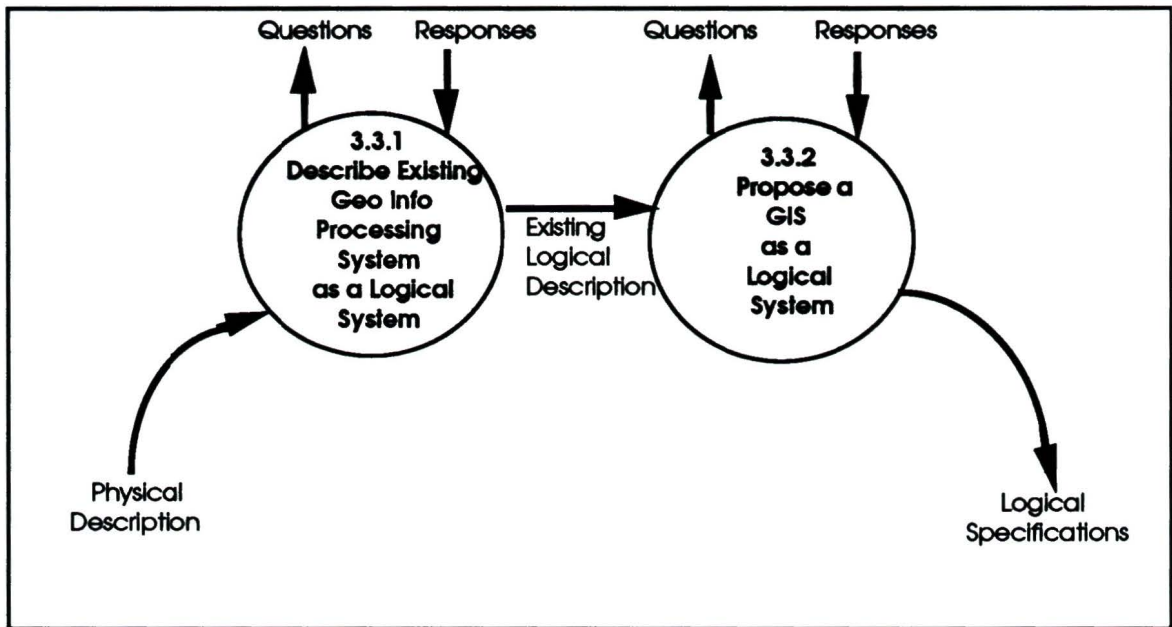 Questions Responses Questions Responses
3.3.1
Describe Existing
Geo Info
Processing
System
as a Logical
System
Existing
Logical
Description
3.3.2
Propose a
GIS
as a
Logical
System
Physical
Description
Logical
Specifications